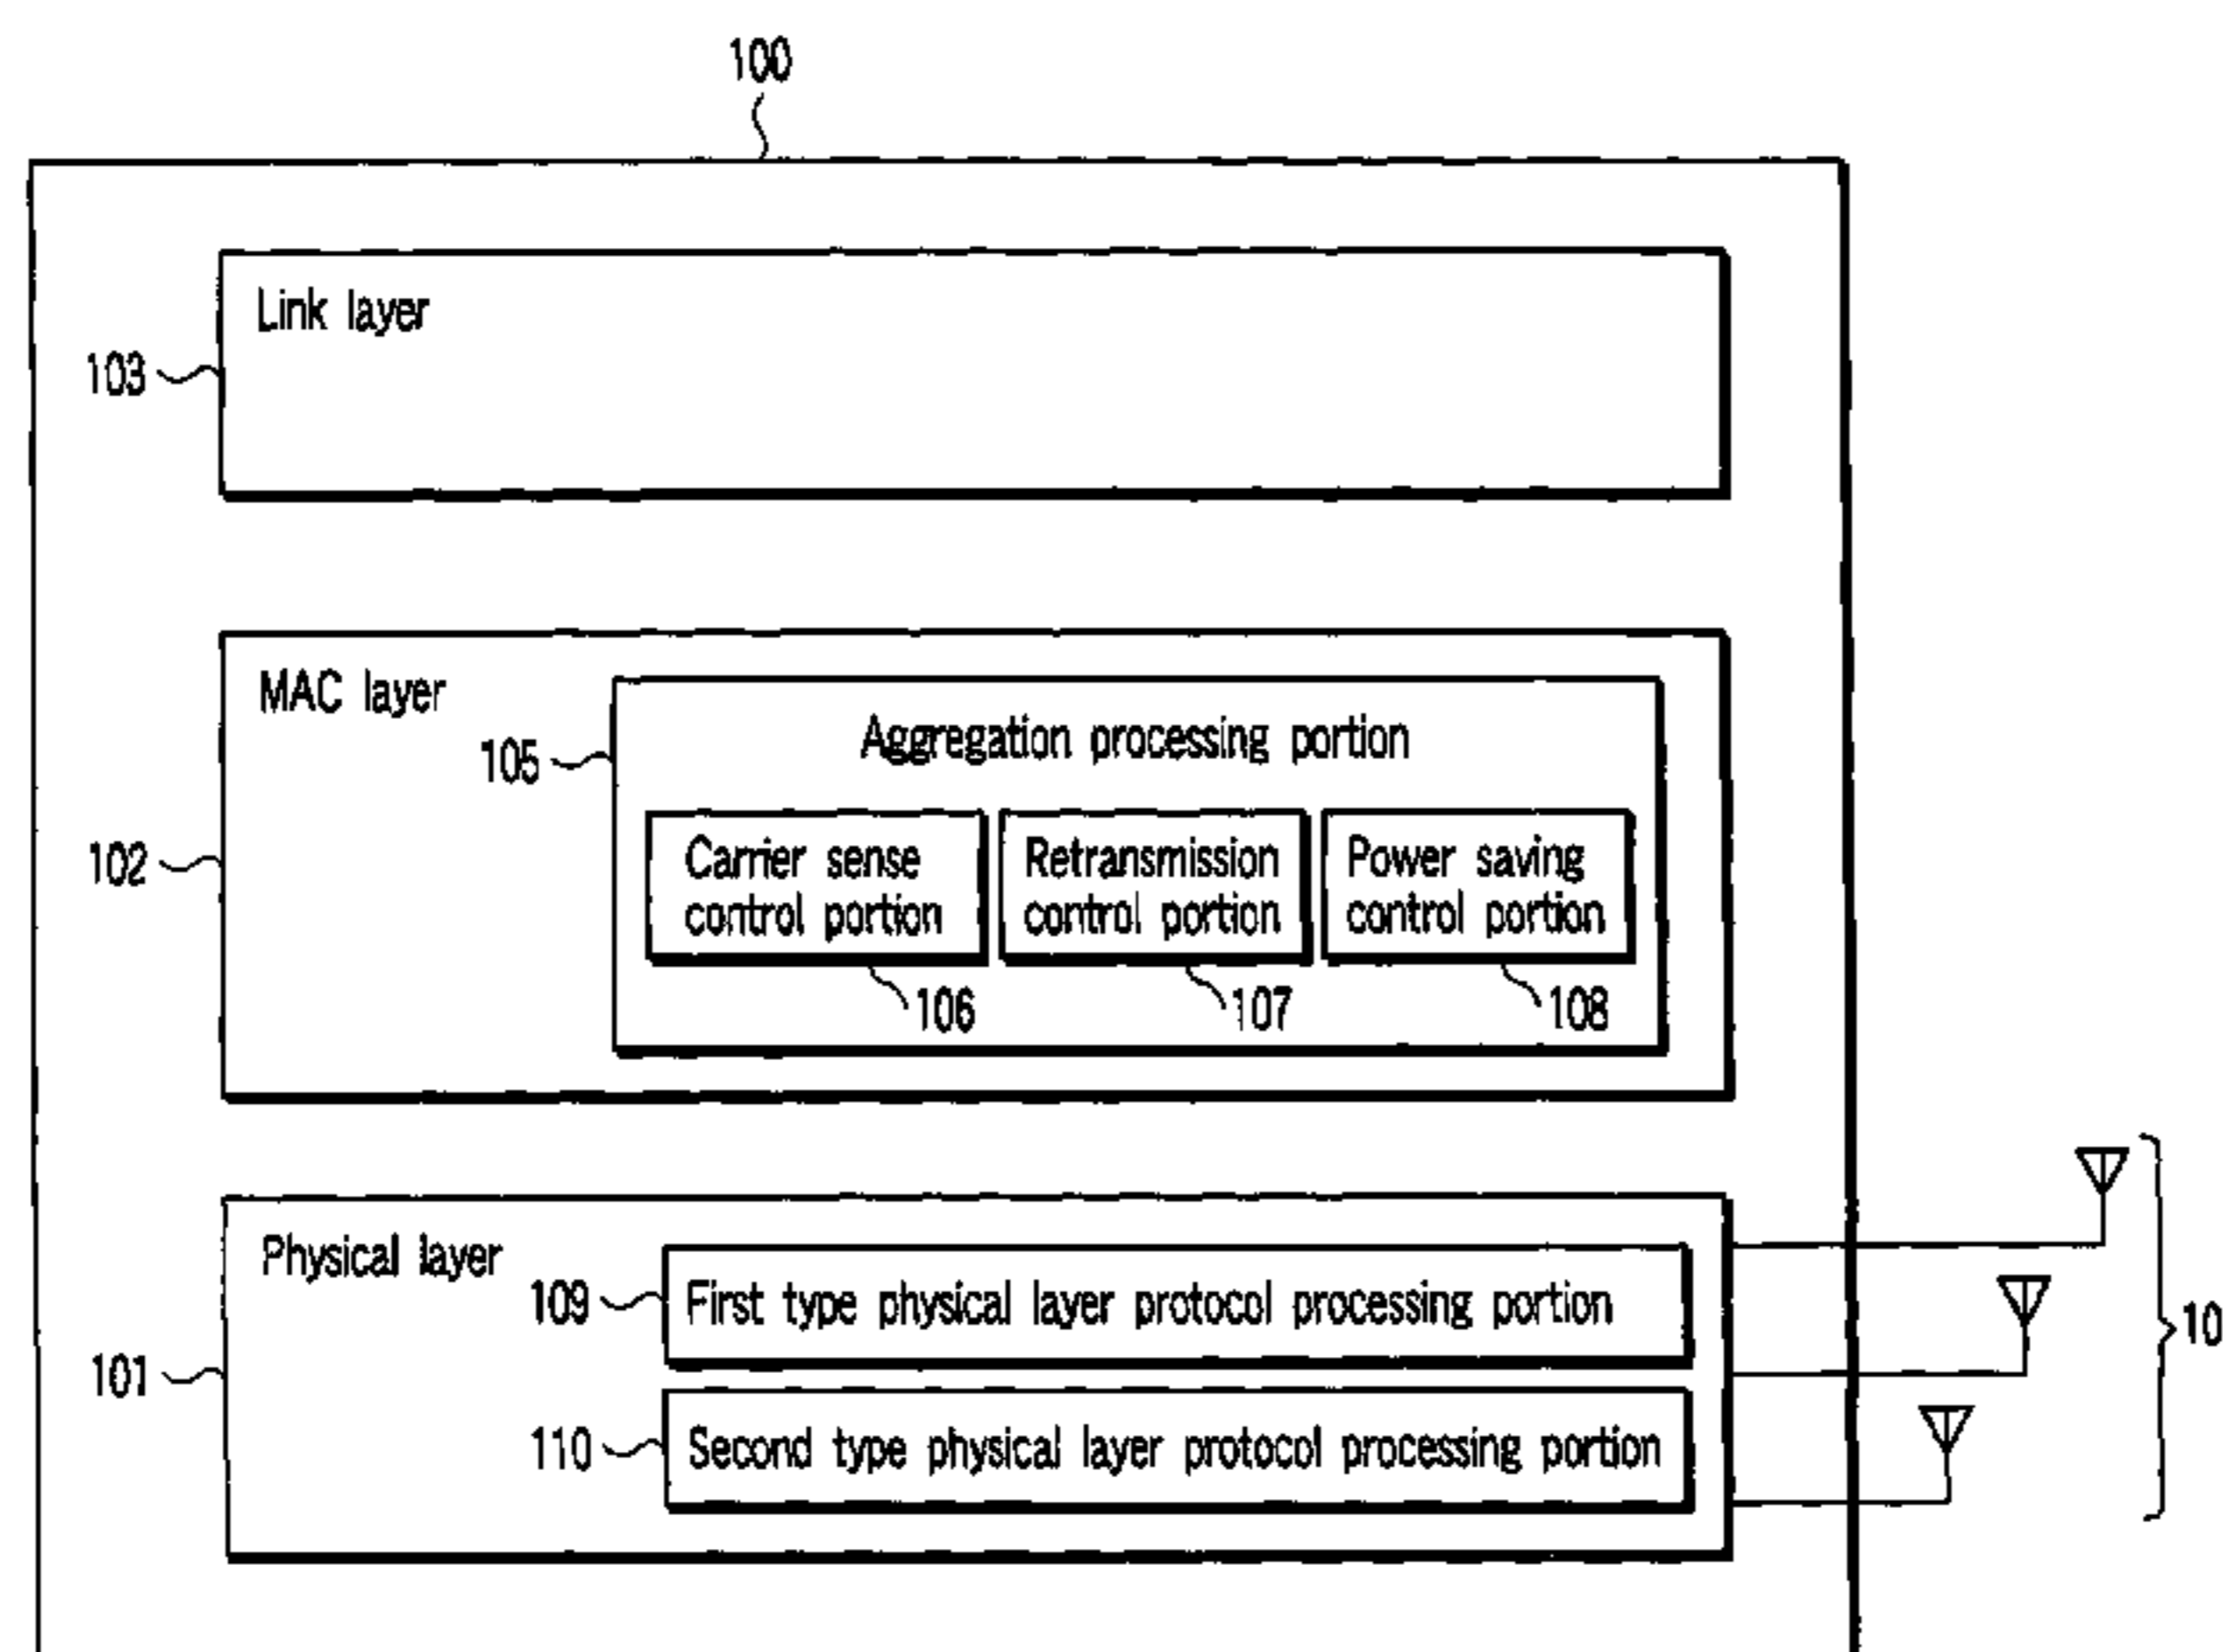 100
Link layer
103
MAC layer
105
Aggregation processing portion
102
Carrier sense
control portion
Retransmission
control portion
Power saving
control portion
106
107
108
Physical layer
109
First type physical layer protocol processing portion
101
110
Second type physical layer protocol processing portion
10